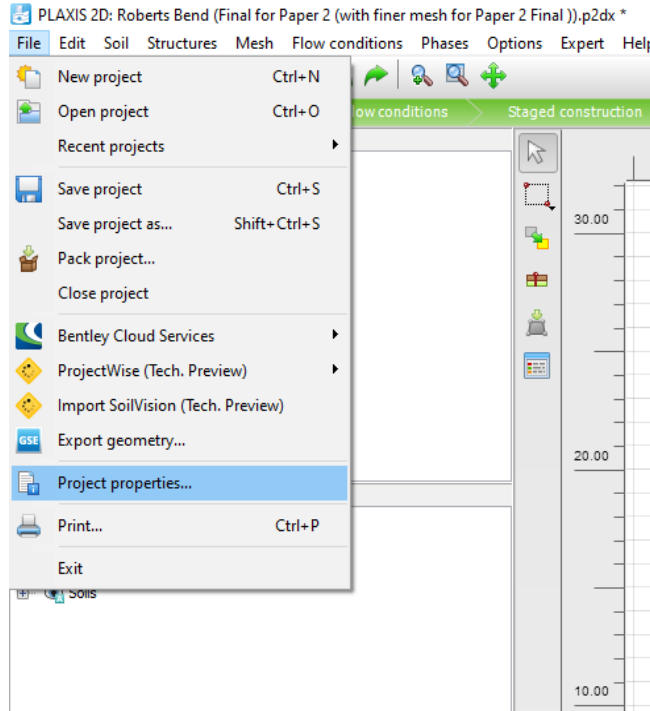 PLAXIS 2D: Roberts Bend (Final for Paper 2 (with finer mesh for Paper 2 Final )).p2dx *
File Edit Soil Structures Mesh Flow conditions Phases Options Expert Help
New project Ctrl+N
Open project Ctrl+O
low conditions Staged construction
Recent projects
Save project Ctrl+S
Save project as... Shift+Ctrl+S
30.00
Pack project...
Close project
Bentley Cloud Services
ProjectWise (Tech. Preview)
Import SoilVision (Tech. Preview)
GSE Export geometry...
20.00
Project properties...
Print... Ctrl+P
Exit
Soils
10.00